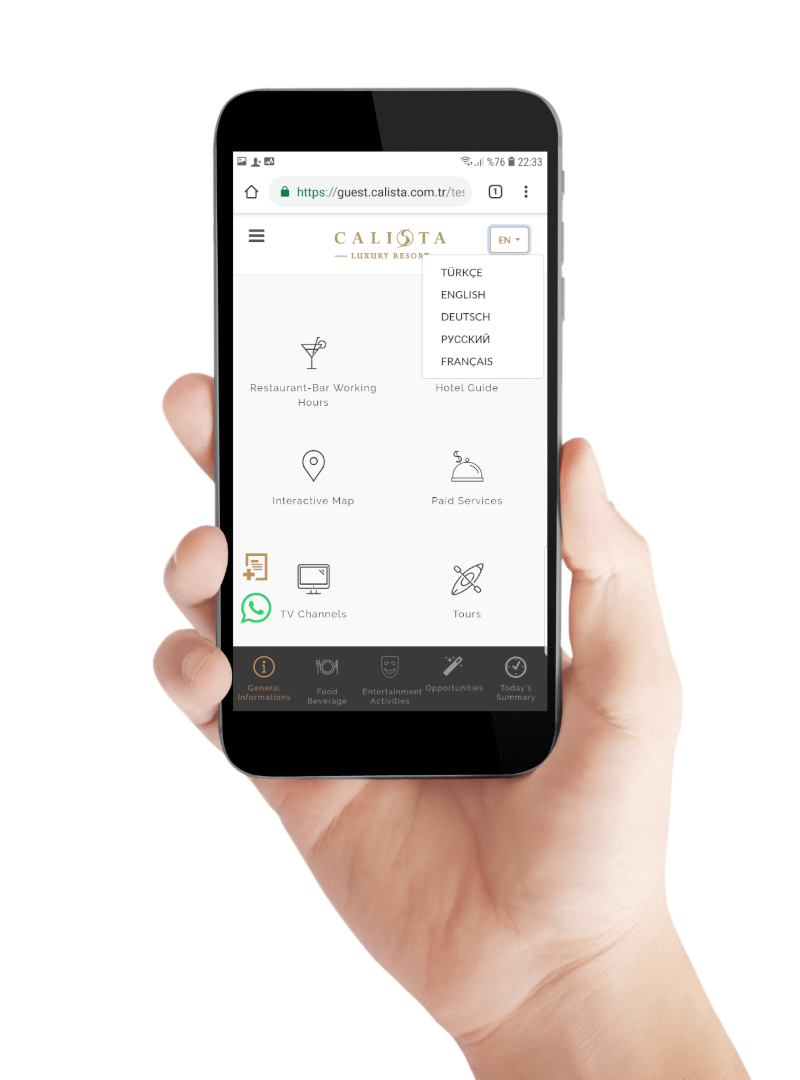 %76 22:33
https://guest.calista.com.tr/tes
1
CALISTA
LUXURY RESORT
EN
TÜRKÇE
ENGLISH
DEUTSCH
РУССКИЙ
FRANÇAIS
Restaurant-Bar Working
Hours
Hotel Guide
Interactive Map
Paid Services
TV Channels
Tours
General
Informations
Food
Beverage
Entertainment
Activities
Opportunities
Today's
Summary